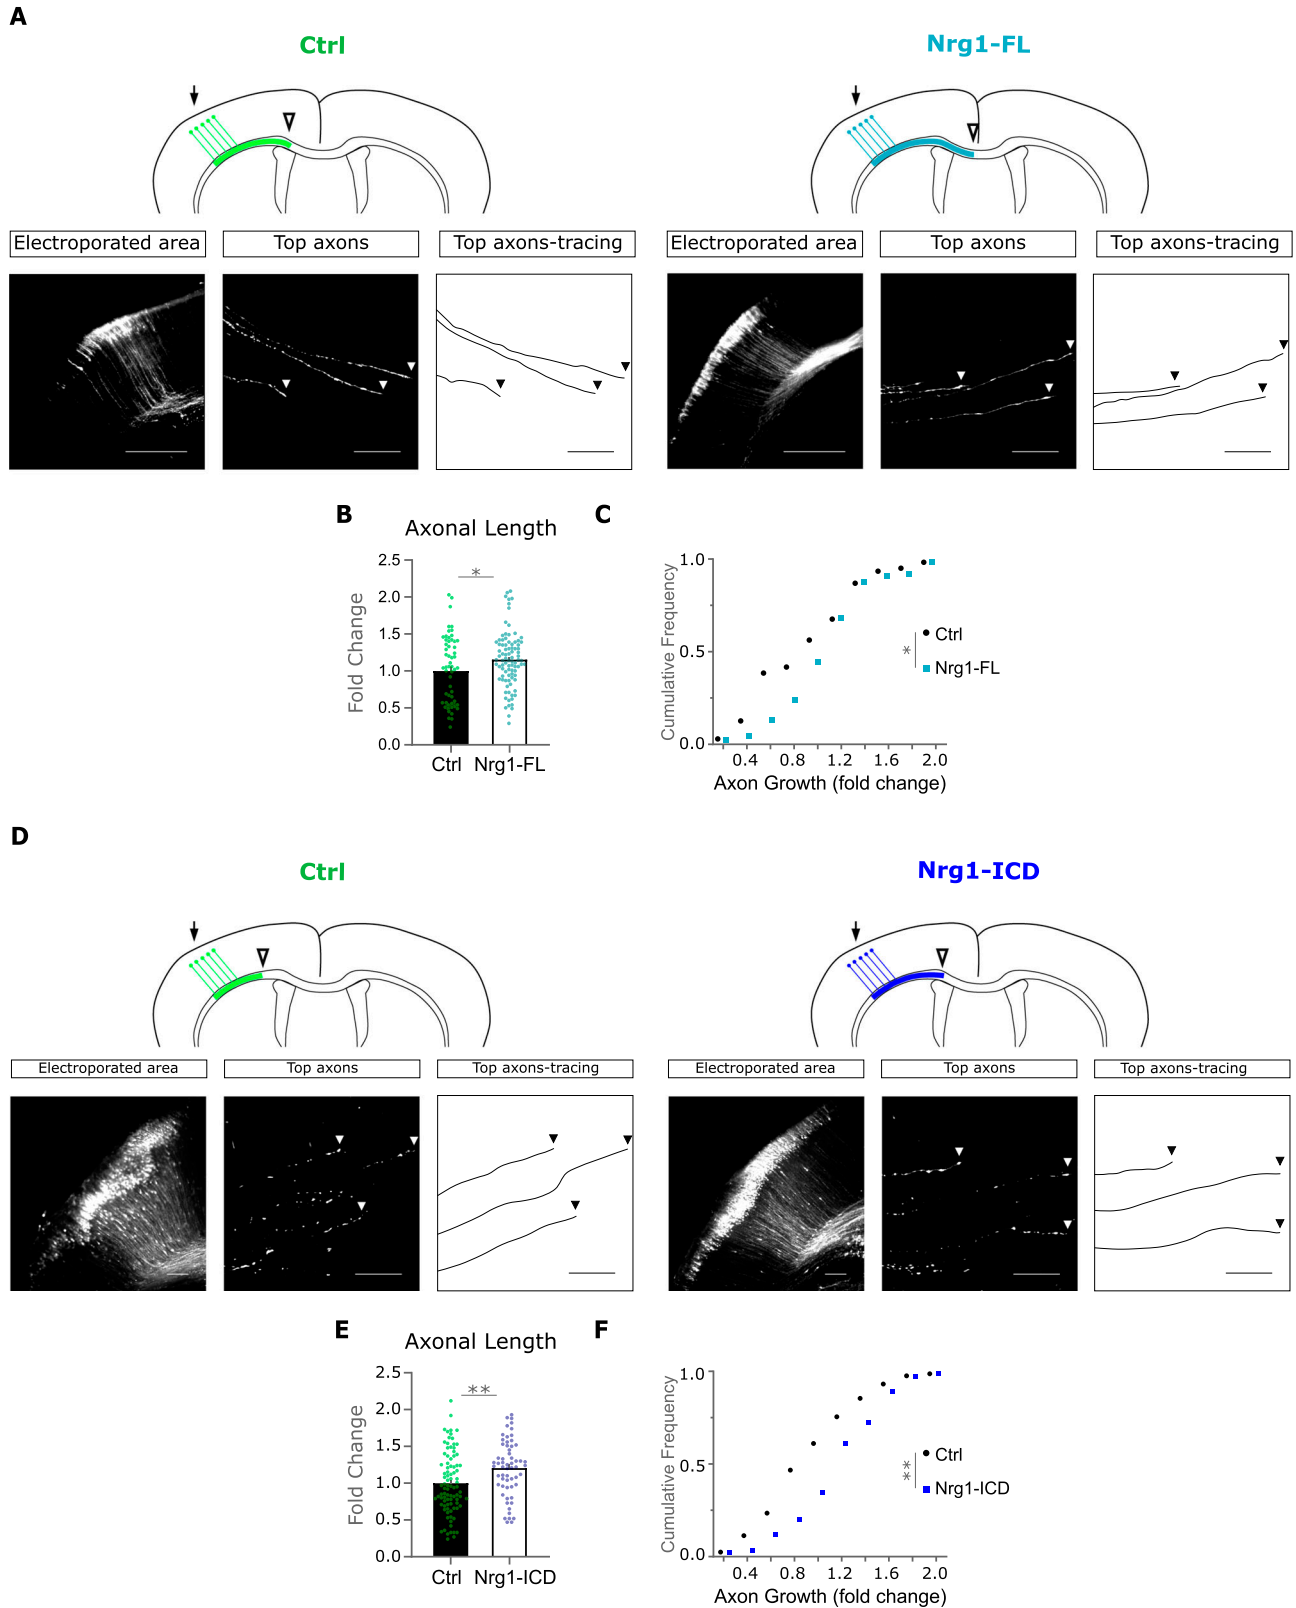 A
Ctrl
Nrg1-FL
Electroporated area
Top axons
Top axons-tracing
Electroporated area
Top axons
Top axons-tracing
B
Axonal Length
Fold Change
2.5
2.0
1.5
1.0
0.5
0.0
*
Ctrl
Nrg1-FL
C
Cumulative Frequency
1.0
0.5
0.0
0.4
0.8
1.2
1.6
2.0
Axon Growth (fold change)
*
Ctrl
Nrg1-FL
D
Ctrl
Nrg1-ICD
Electroporated area
Top axons
Top axons-tracing
Electroporated area
Top axons
Top axons-tracing
E
Axonal Length
Fold Change
2.5
2.0
1.5
1.0
0.5
0.0
**
Ctrl
Nrg1-ICD
F
Cumulative Frequency
1.0
0.5
0.0
0.4
0.8
1.2
1.6
2.0
Axon Growth (fold change)
**
Ctrl
Nrg1-ICD